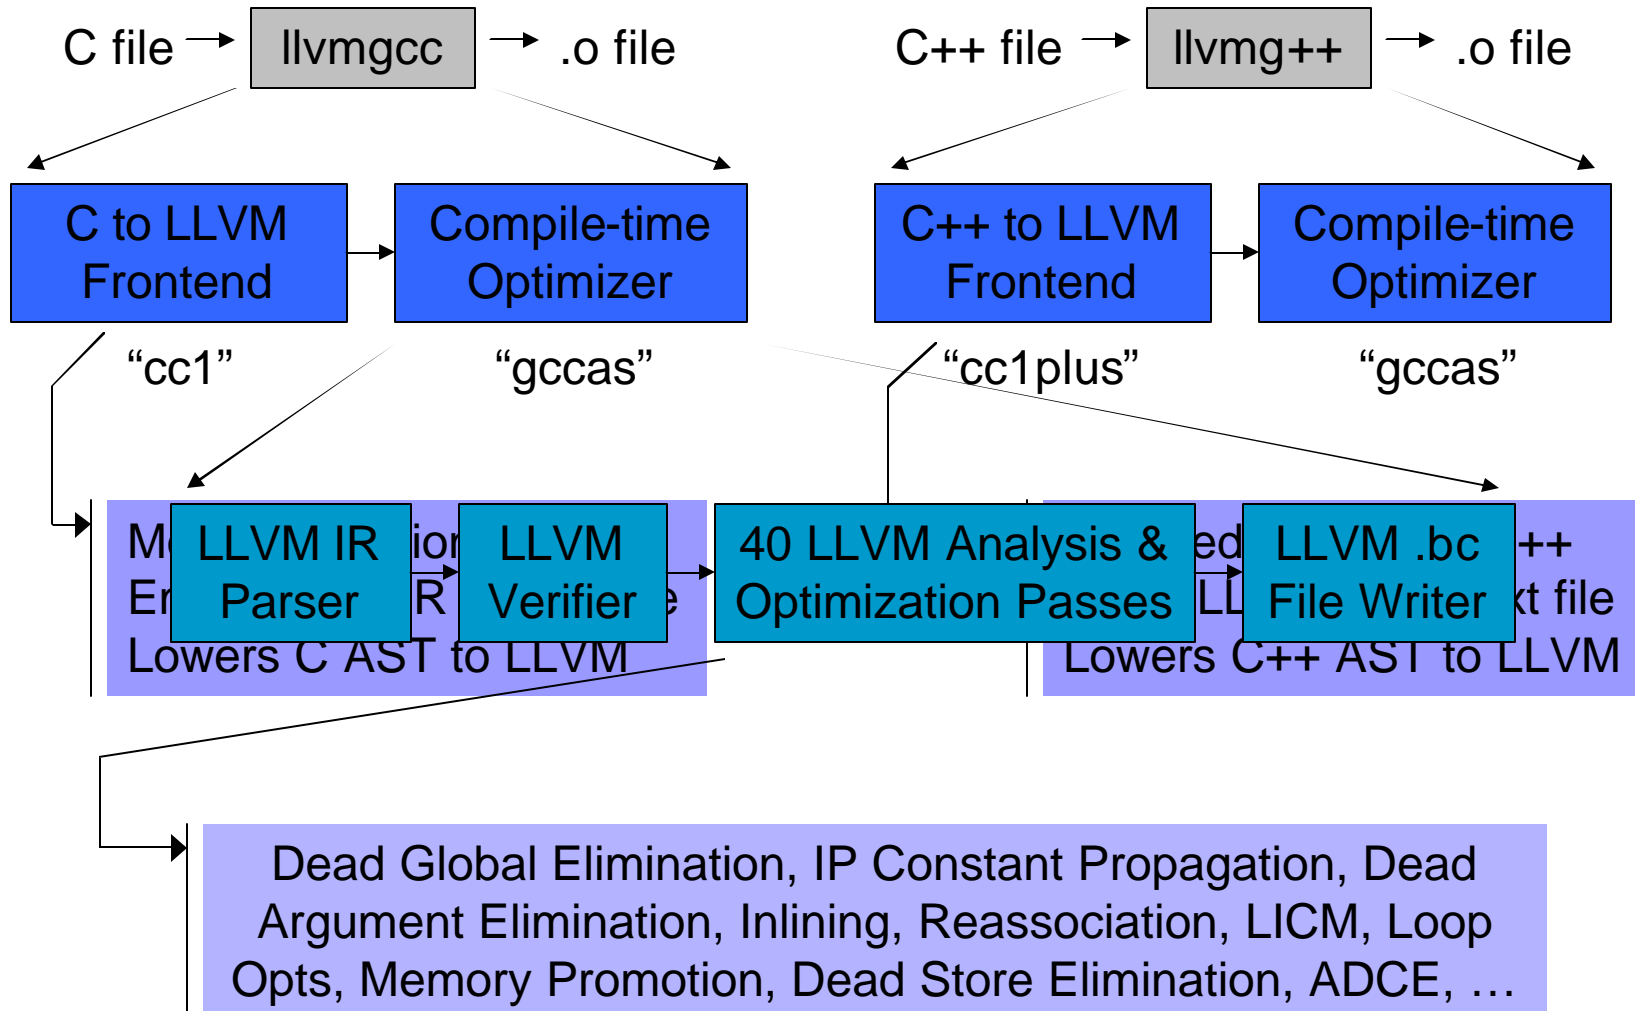 C file
llvmgcc
.o file
C++ file
llvmg++
.o file
C to LLVM
Frontend
Compile-time
Optimizer
C++ to LLVM
Frontend
Compile-time
Optimizer
“cc1”
“gccas”
“cc1plus”
“gccas”
LLVM IR
Parser
LLVM
Verifier
40 LLVM Analysis &
Optimization Passes
LLVM .bc
File Writer
file
Lowers C AST to LLVM
Lowers C++ AST to LLVM
Dead Global Elimination, IP Constant Propagation, Dead
Argument Elimination, Inlining, Reassociation, LICM, Loop
Opts, Memory Promotion, Dead Store Elimination, ADCE, …